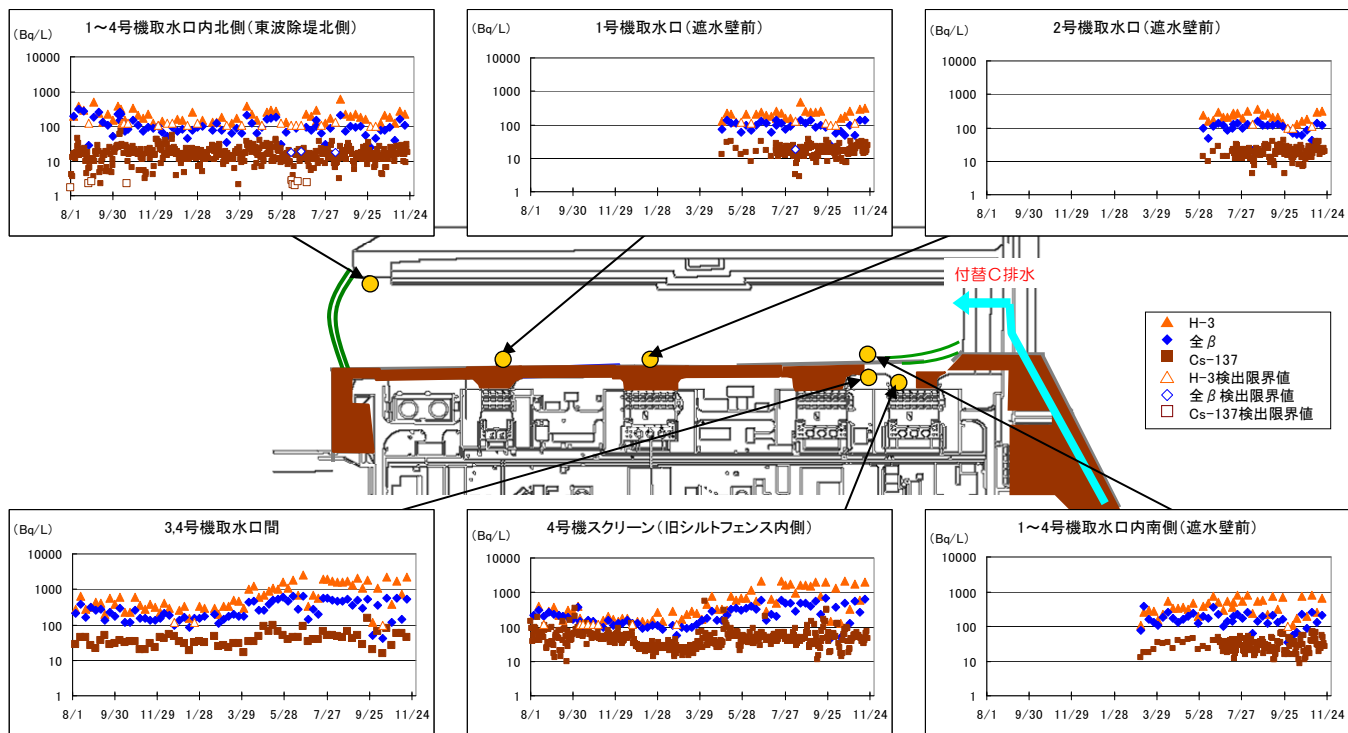 1～4号機取水口内北側(東波除堤北側)
(Bq/L)
10000
1000
100
10
1
8/1 9/30 11/29 1/28 3/29 5/28 7/27 9/25 11/24
1号機取水口(遮水壁前)
(Bq/L)
10000
1000
100
10
1
8/1 9/30 11/29 1/28 3/29 5/28 7/27 9/25 11/24
2号機取水口(遮水壁前)
(Bq/L)
10000
1000
100
10
1
8/1 9/30 11/29 1/28 3/29 5/28 7/27 9/25 11/24
付替C排水
H-3
全β
Cs-137
H-3検出限界値
全β検出限界値
Cs-137検出限界値
3,4号機取水口間
(Bq/L)
10000
1000
100
10
1
8/1 9/30 11/29 1/28 3/29 5/28 7/27 9/25 11/24
4号機スクリーン(旧シルトフェンス内側)
(Bq/L)
10000
1000
100
10
1
8/1 9/30 11/29 1/28 3/29 5/28 7/27 9/25 11/24
1～4号機取水口内南側(遮水壁前)
(Bq/L)
10000
1000
100
10
1
8/1 9/30 11/29 1/28 3/29 5/28 7/27 9/25 11/24